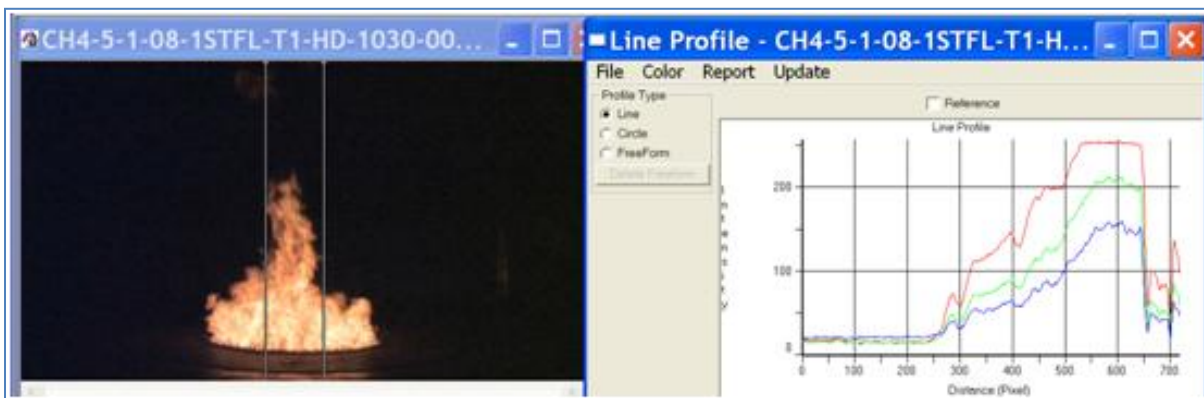 CH4-5-1-08-1STFL-T1-HD-1030-00...
Line Profile - CH4-5-1-08-1STFL-T1-H...
File Color Report Update
Profile Type
Line
Circle
FreeForm
Delete Freeform
Reference
Line Profile
Intensity
200
100
0
0 100 200 300 400 500 600 700
Distance (Pixel)